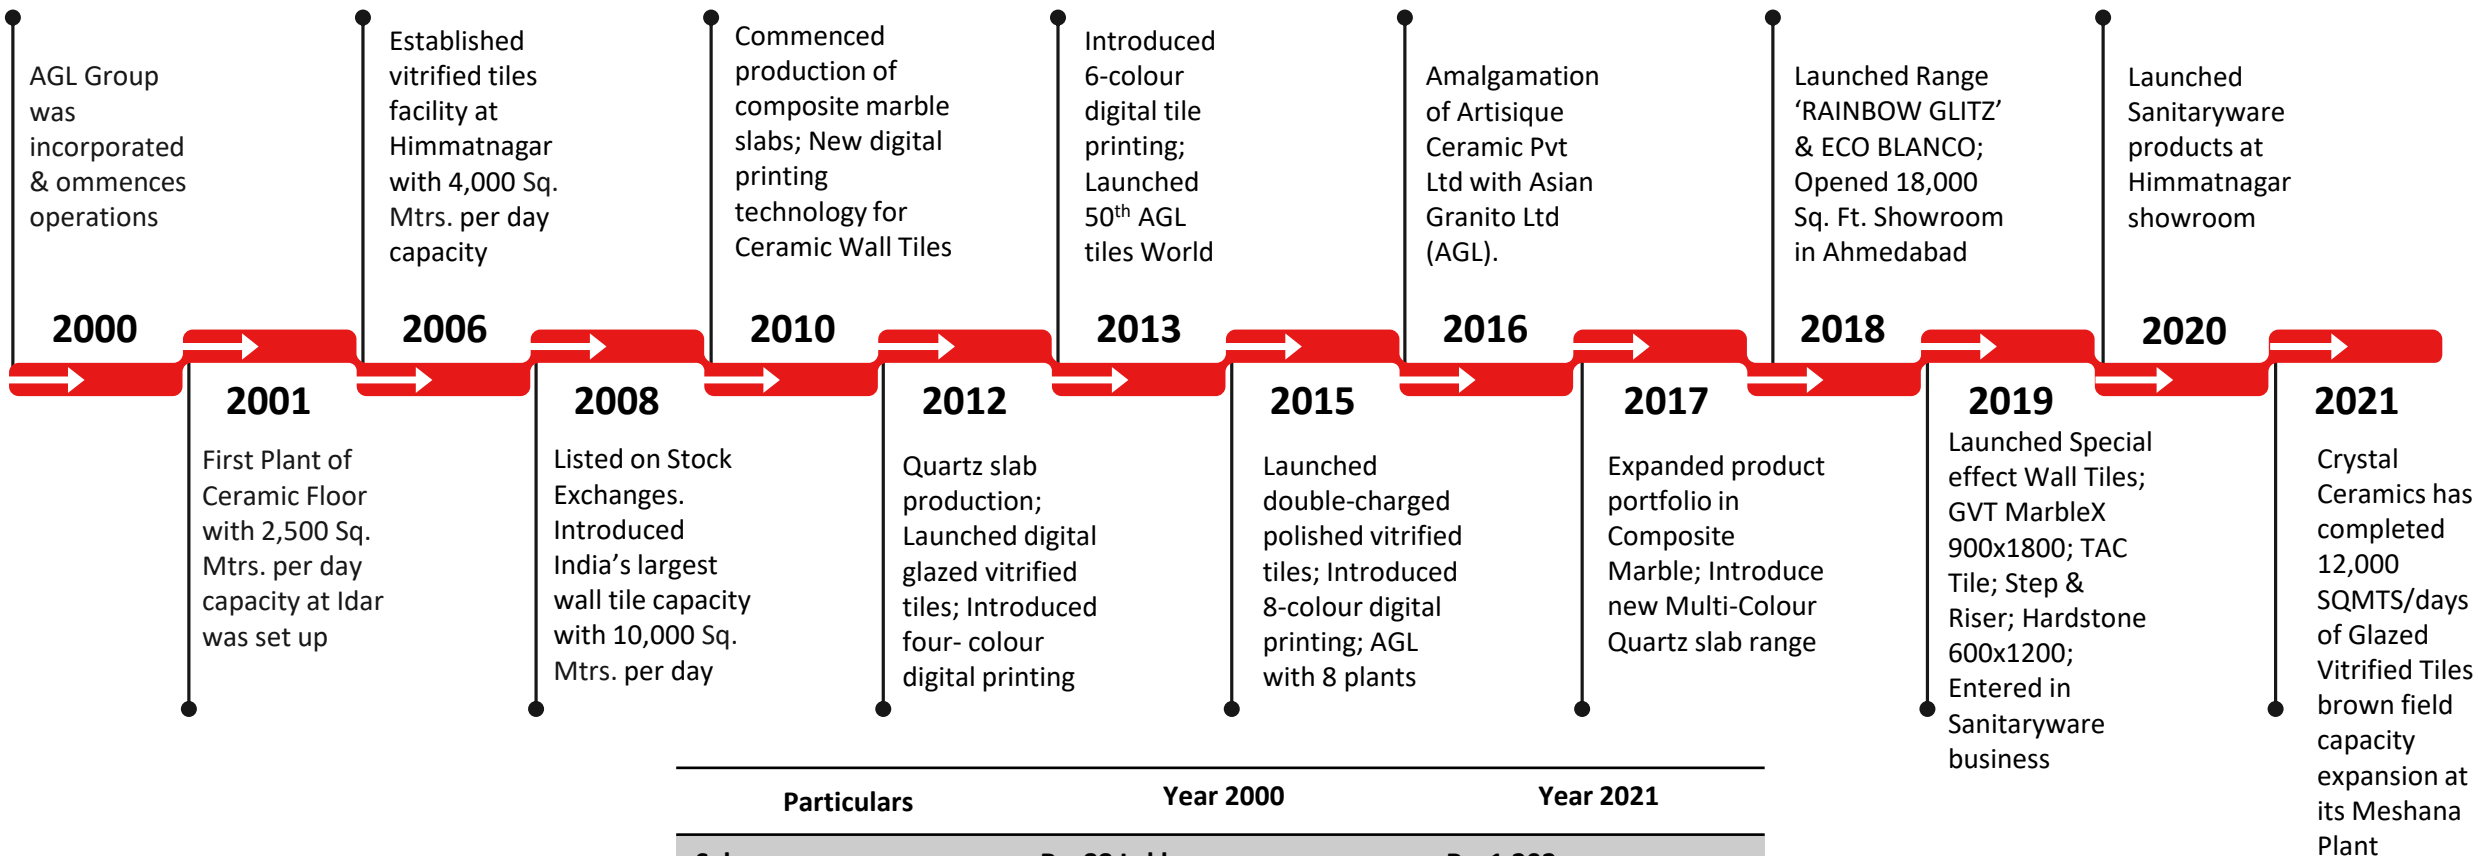 AGL Group
was
incorporated
& ommences
operations
2000
First Plant of
Ceramic Floor
with 2,500 Sq.
Mtrs. per day
capacity at Idar
was set up
2001
Established
vitrified tiles
facility at
Himmatnagar
with 4,000 Sq.
Mtrs. per day
capacity
2006
2008
Listed on Stock
Exchanges.
Introduced
India’s largest
wall tile capacity
with 10,000 Sq.
Mtrs. per day
Commenced
production of
composite marble
slabs; New digital
printing
technology for
Ceramic Wall Tiles
2010
2012
Quartz slab
production;
Launched digital
glazed vitrified
tiles; Introduced
four- colour
digital printing
Introduced
6-colour
digital tile
printing;
Launched
50th AGL
tiles World
2013
2015
Launched
double-charged
polished vitrified
tiles; Introduced
8-colour digital
printing; AGL
with 8 plants
Amalgamation
of Artisique
Ceramic Pvt
Ltd with Asian
Granito Ltd
(AGL).
2016
2017
Expanded product
portfolio in
Composite
Marble; Introduce
new Multi-Colour
Quartz slab range
Launched Range
‘RAINBOW GLITZ’
& ECO BLANCO;
Opened 18,000
Sq. Ft. Showroom
in Ahmedabad
2018
2019
Launched Special
effect Wall Tiles;
GVT MarbleX
900x1800; TAC
Tile; Step &
Riser; Hardstone
600x1200;
Entered in
Sanitaryware
business
Launched
Sanitaryware
products at
Himmatnagar
showroom
2020
2021
Crystal
Ceramics has
completed
12,000
SQMTS/days
of Glazed
Vitrified Tiles
brown field
capacity
expansion at
its Meshana
Plant
Particulars Year 2000 Year 2021